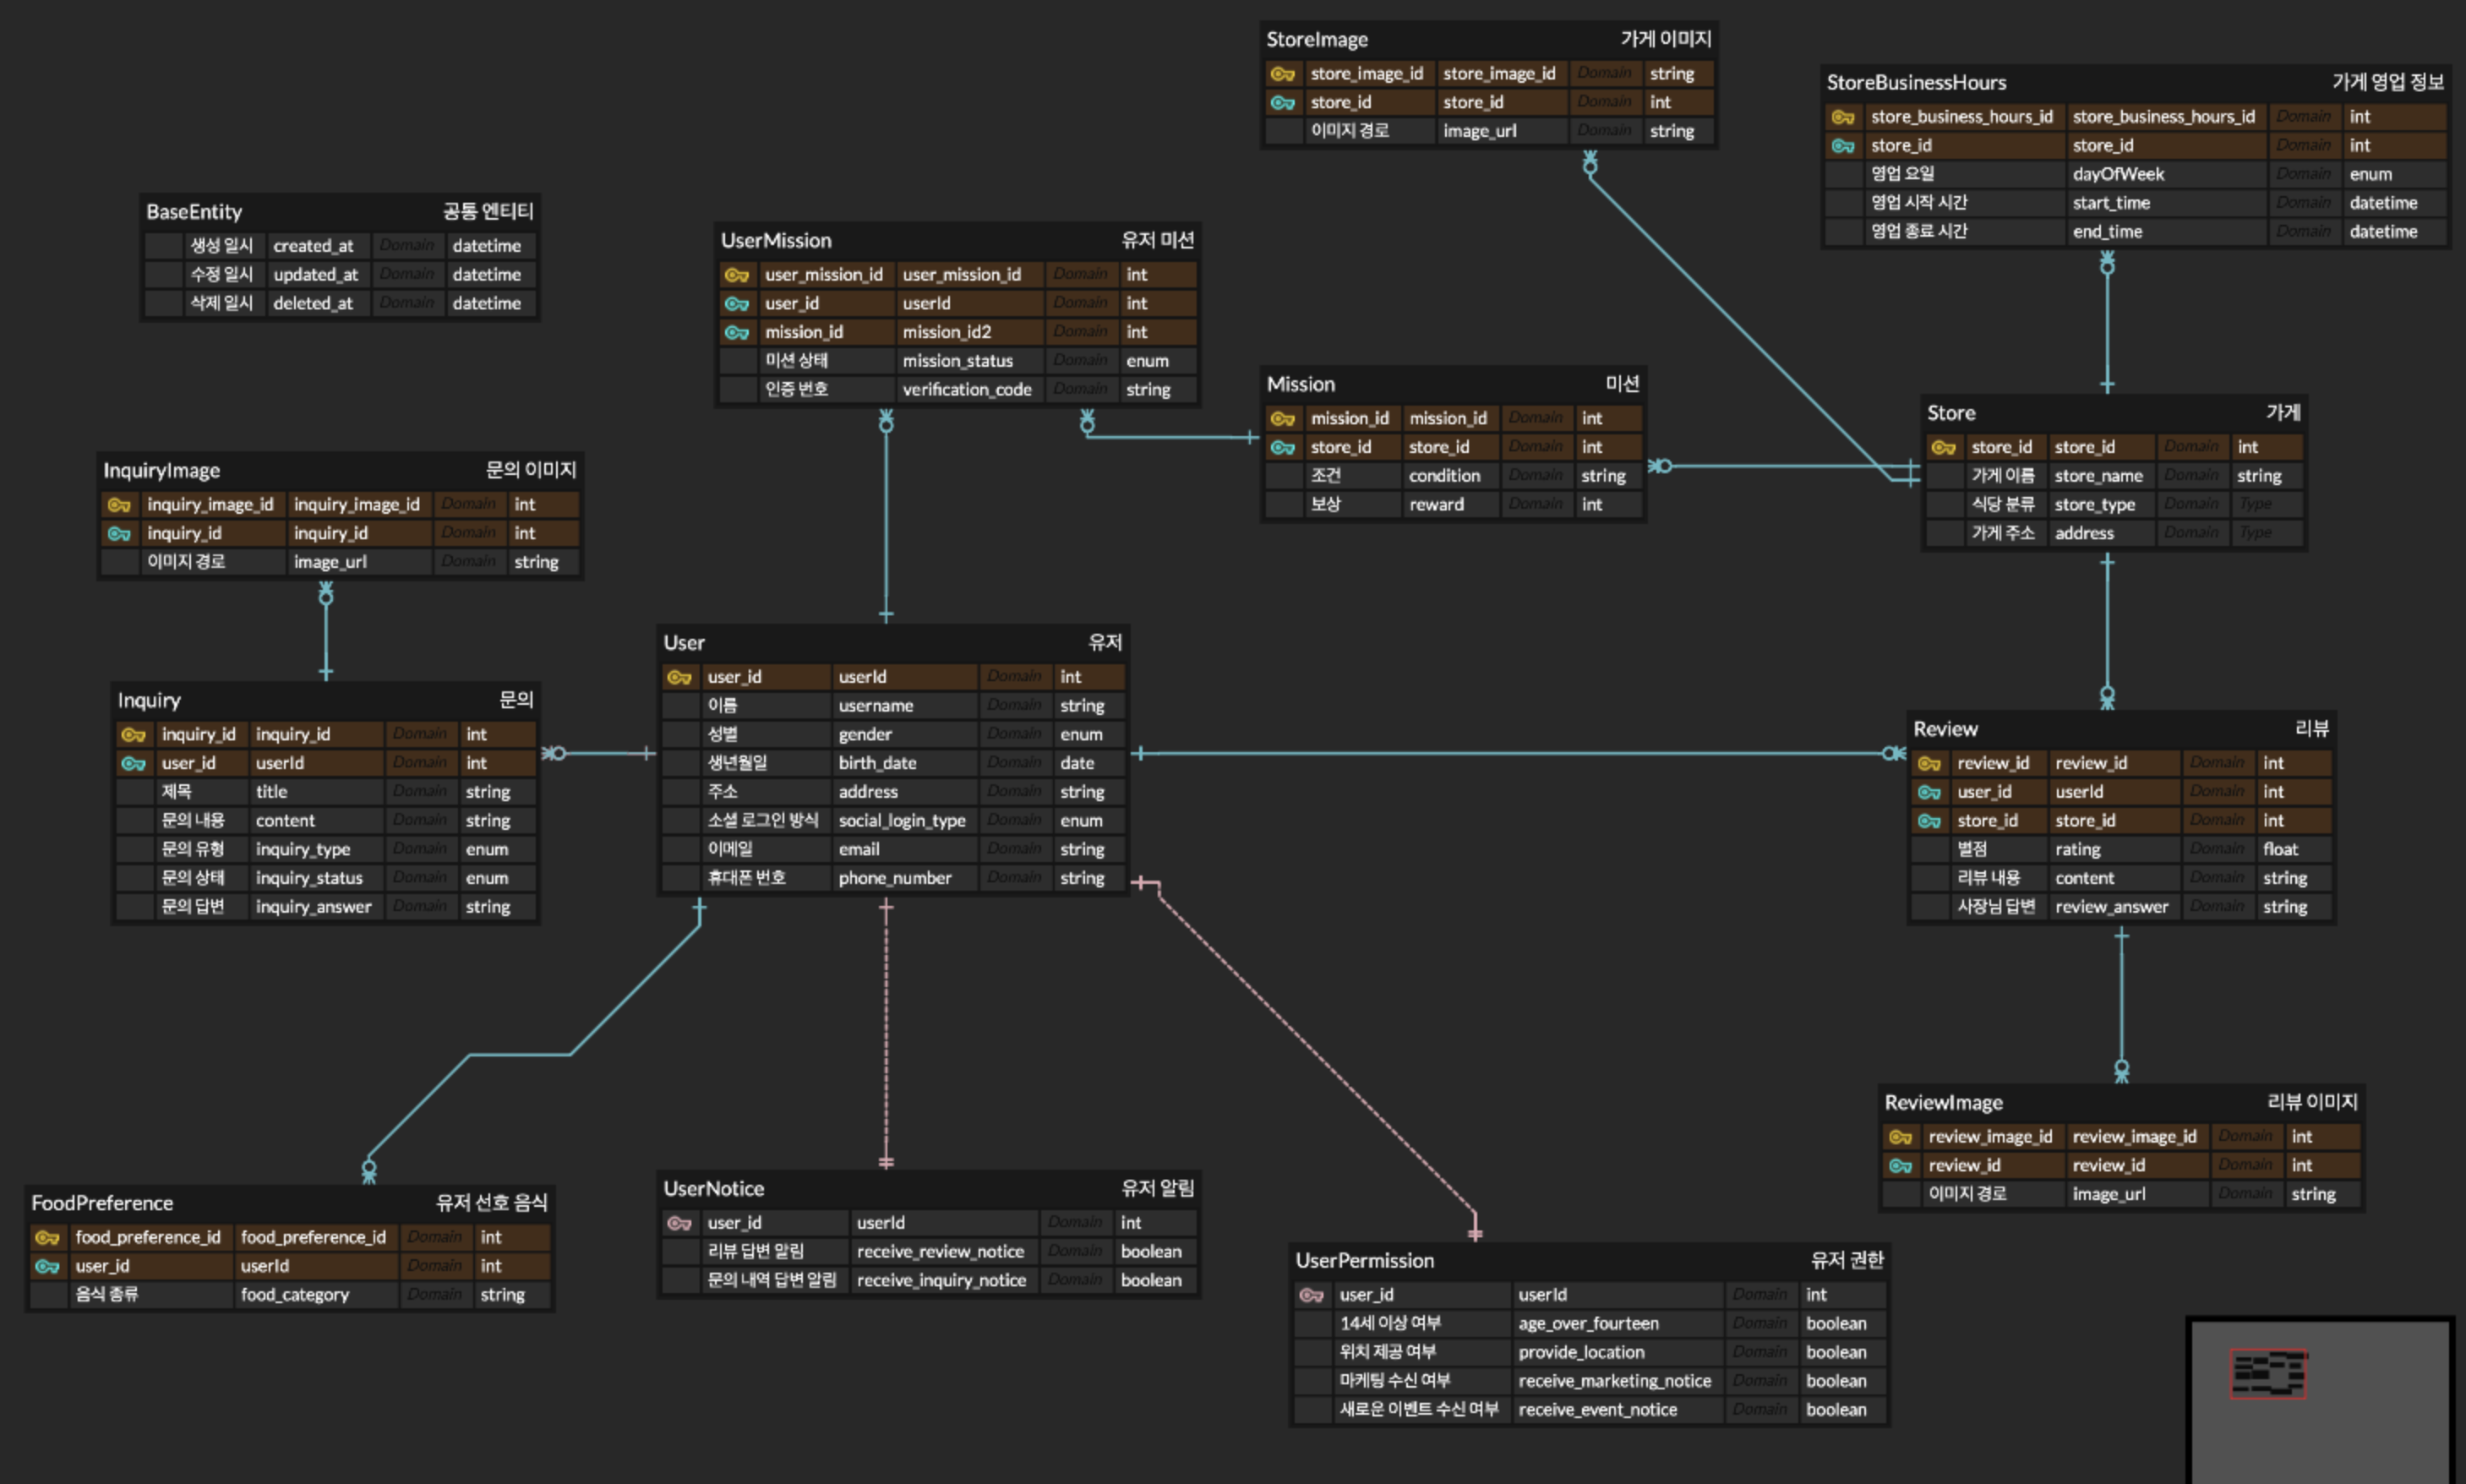 StoreImage 가게 이미지
store_image_id store_image_id Domain string
store_id store_id Domain int
이미지 경로 image_url Domain string
StoreBusinessHours 가게 영업 정보
store_business_hours_id store_business_hours_id Domain int
store_id store_id Domain int
영업 요일 dayOfWeek Domain enum
영업 시작 시간 start_time Domain datetime
영업 종료 시간 end_time Domain datetime
BaseEntity 공통 엔티티
생성 일시 created_at Domain datetime
수정 일시 updated_at Domain datetime
삭제 일시 deleted_at Domain datetime
UserMission 유저 미션
user_mission_id user_mission_id Domain int
user_id userId Domain int
mission_id mission_id2 Domain int
미션 상태 mission_status Domain enum
인증 번호 verification_code Domain string
Mission 미션
mission_id mission_id Domain int
store_id store_id Domain int
조건 condition Domain string
보상 reward Domain int
Store 가게
store_id store_id Domain int
가게 이름 store_name Domain string
식당 분류 store_type Domain Type
가게 주소 address Domain Type
InquiryImage 문의 이미지
inquiry_image_id inquiry_image_id Domain int
inquiry_id inquiry_id Domain int
이미지 경로 image_url Domain string
Inquiry 문의
inquiry_id inquiry_id Domain int
user_id userId Domain int
제목 title Domain string
문의 내용 content Domain string
문의 유형 inquiry_type Domain enum
문의 상태 inquiry_status Domain enum
문의 답변 inquiry_answer Domain string
User 유저
user_id userId Domain int
이름 username Domain string
성별 gender Domain enum
생년월일 birth_date Domain date
주소 address Domain string
소셜 로그인 방식 social_login_type Domain enum
이메일 email Domain string
휴대폰 번호 phone_number Domain string
Review 리뷰
review_id review_id Domain int
user_id userId Domain int
store_id store_id Domain int
별점 rating Domain float
리뷰 내용 content Domain string
사장님 답변 review_answer Domain string
ReviewImage 리뷰 이미지
review_image_id review_image_id Domain int
review_id review_id Domain int
이미지 경로 image_url Domain string
FoodPreference 유저 선호 음식
food_preference_id food_preference_id Domain int
user_id userId Domain int
음식 종류 food_category Domain string
UserNotice 유저 알림
user_id userId Domain int
리뷰 답변 알림 receive_review_notice Domain boolean
문의 내역 답변 알림 receive_inquiry_notice Domain boolean
UserPermission 유저 권한
user_id userId Domain int
14세 이상 여부 age_over_fourteen Domain boolean
위치 제공 여부 provide_location Domain boolean
마케팅 수신 여부 receive_marketing_notice Domain boolean
새로운 이벤트 수신 여부 receive_event_notice Domain boolean